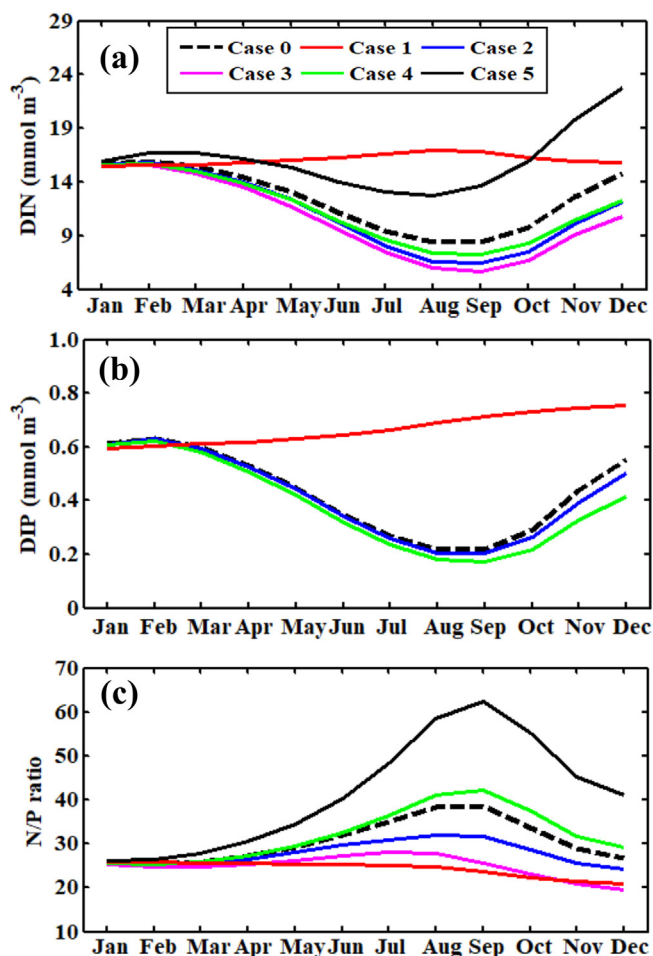 29
(a)
Case 0 Case 1 Case 2
Case 3 Case 4 Case 5
24
19
14
9
4
DIN (mmol m-3)
Jan Feb Mar Apr May Jun Jul Aug Sep Oct Nov Dec
1.0
(b)
0.8
0.6
0.4
0.2
0
DIP (mmol m-3)
Jan Feb Mar Apr May Jun Jul Aug Sep Oct Nov Dec
70
(c)
60
50
40
30
20
10
N/P ratio
Jan Feb Mar Apr May Jun Jul Aug Sep Oct Nov Dec